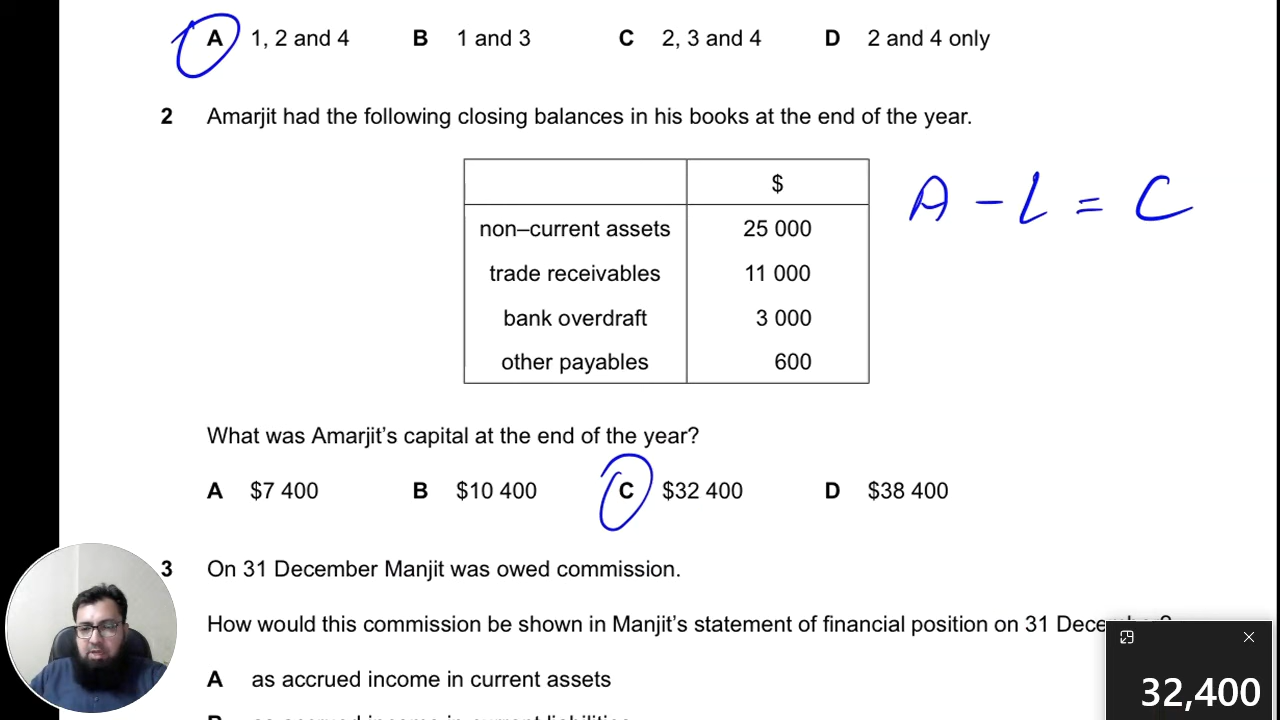 A 1, 2 and 4 B 1 and 3 C 2, 3 and 4 D 2 and 4 only
2 Amarjit had the following closing balances in his books at the end of the year.
$
non–current assets 25 000
trade receivables 11 000
bank overdraft 3 000
other payables 600
A - L = C
What was Amarjit's capital at the end of the year?
A $7 400 B $10 400 C $32 400 D $38 400
3 On 31 December Manjit was owed commission.
How would this commission be shown in Manjit's statement of financial position on 31
A as accrued income in current assets
32,400